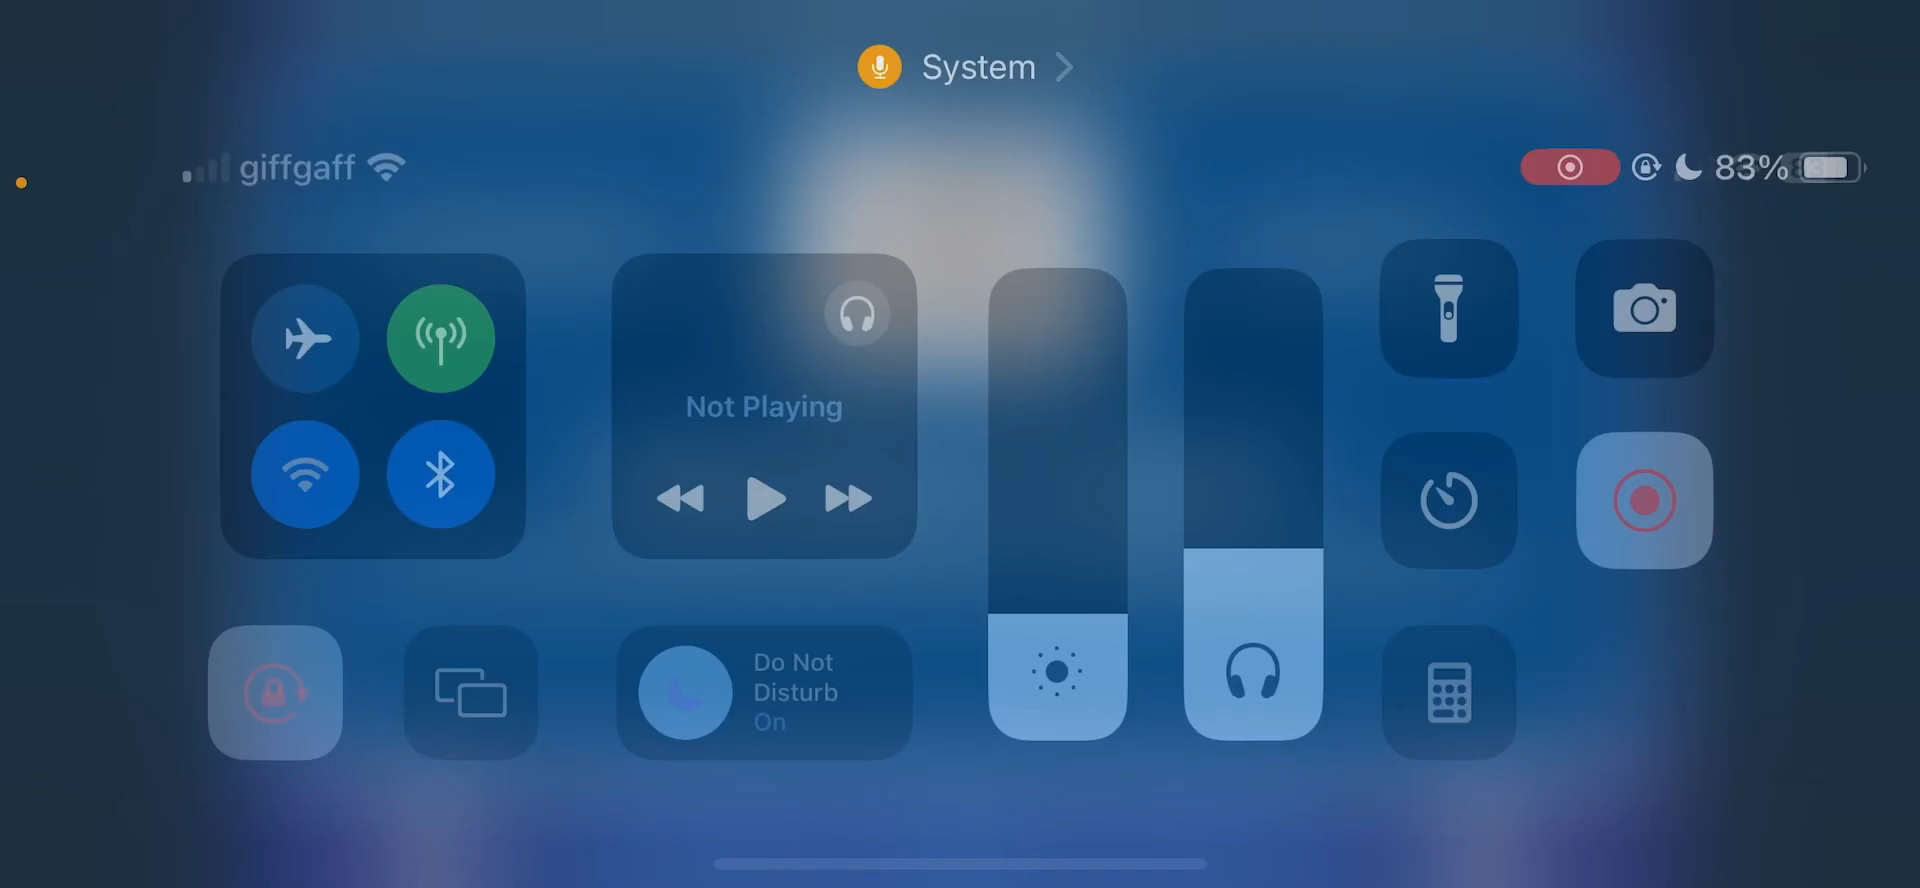 System
giffgaff
83%
Not Playing
Do Not
Disturb
On